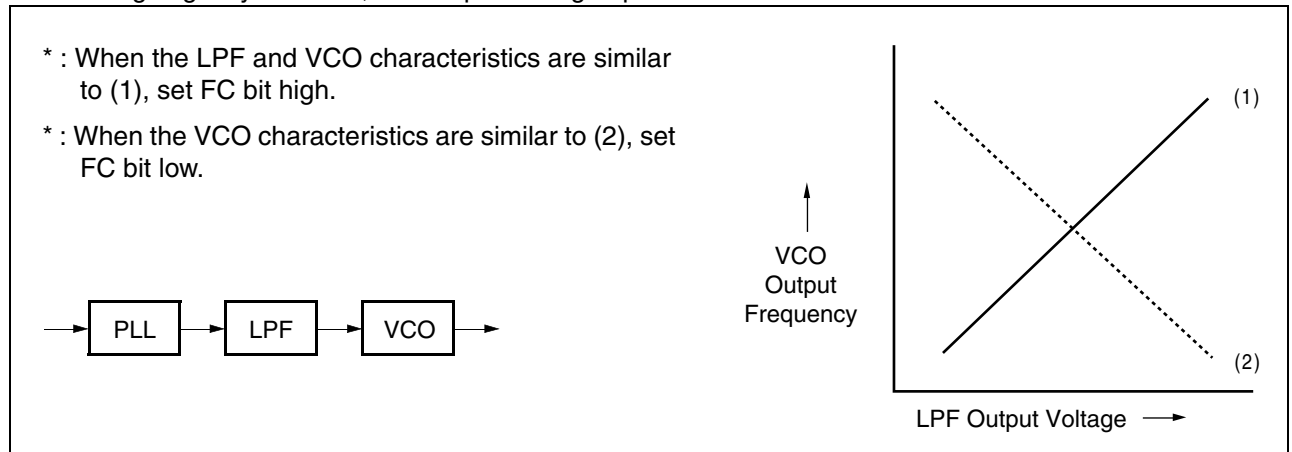 * : When the LPF and VCO characteristics are similar
to (1), set FC bit high.
* : When the VCO characteristics are similar to (2), set
FC bit low.
PLL
LPF
VCO
VCO
Output
Frequency
(1)
(2)
LPF Output Voltage